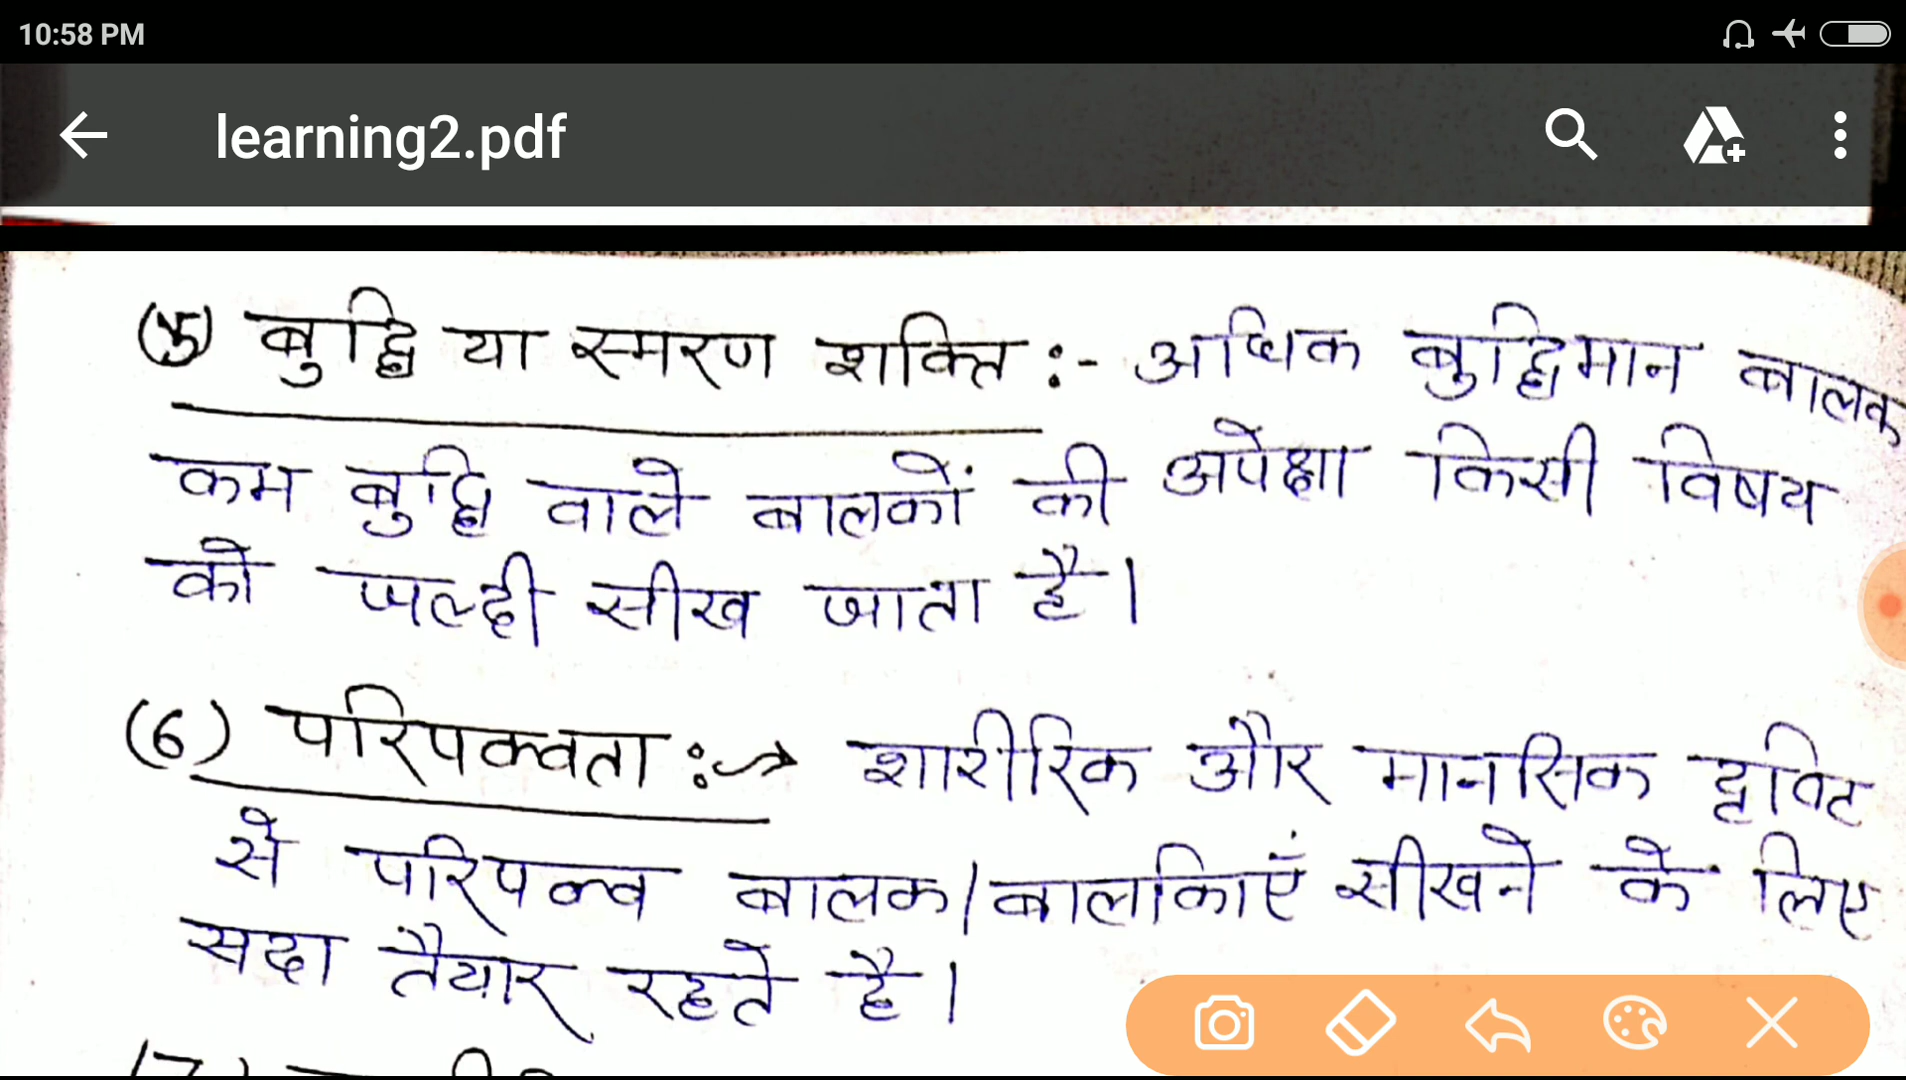 10:58 PM
learning2.pdf
(5) बुद्धि या स्मरण शक्ति :- अधिक बुद्धिमान बालक
कम बुद्धि वाले बालकों की अपेक्षा किसी विषय
को जल्दी सीख जाता है।
(6) परिपक्वता :→ शारीरिक और मानसिक दृष्टि
से परिपक्व बालक/बालिकाएं सीखने के लिए
सदा तैयार रहते है।